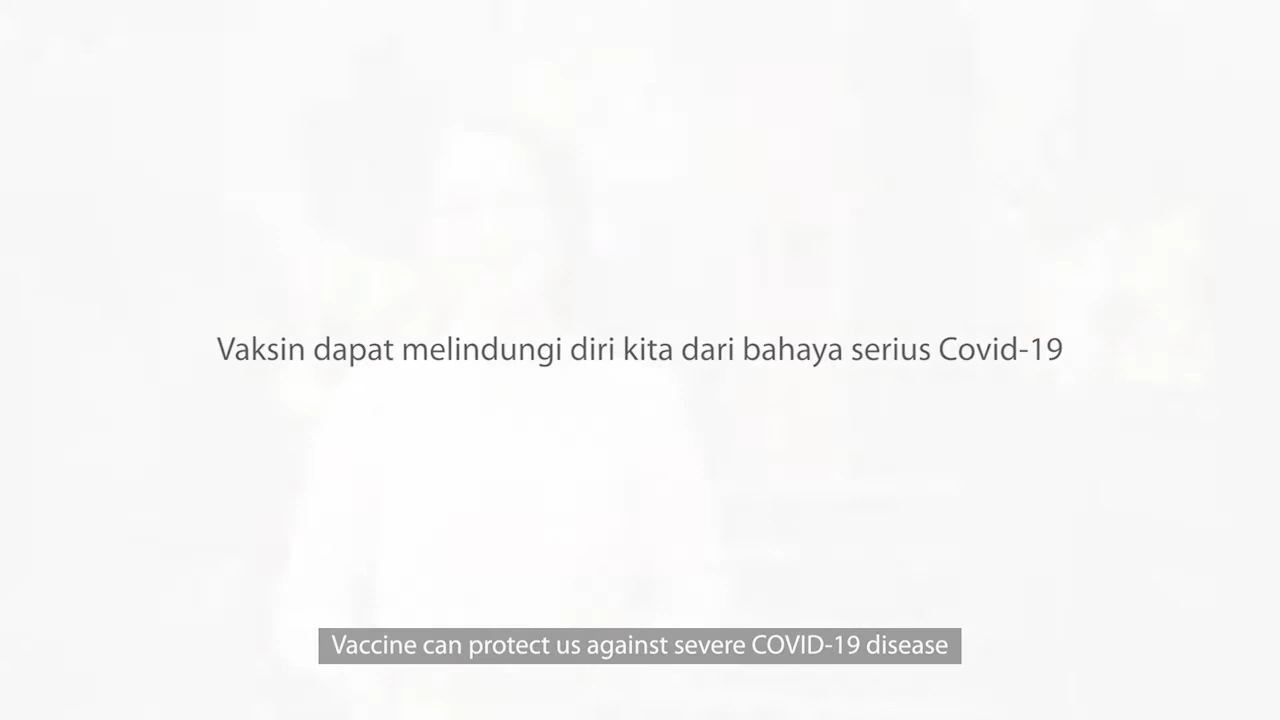 Vaksin dapat melindungi diri kita dari bahaya serius Covid-19
Vaccine can protect us against severe COVID-19 disease